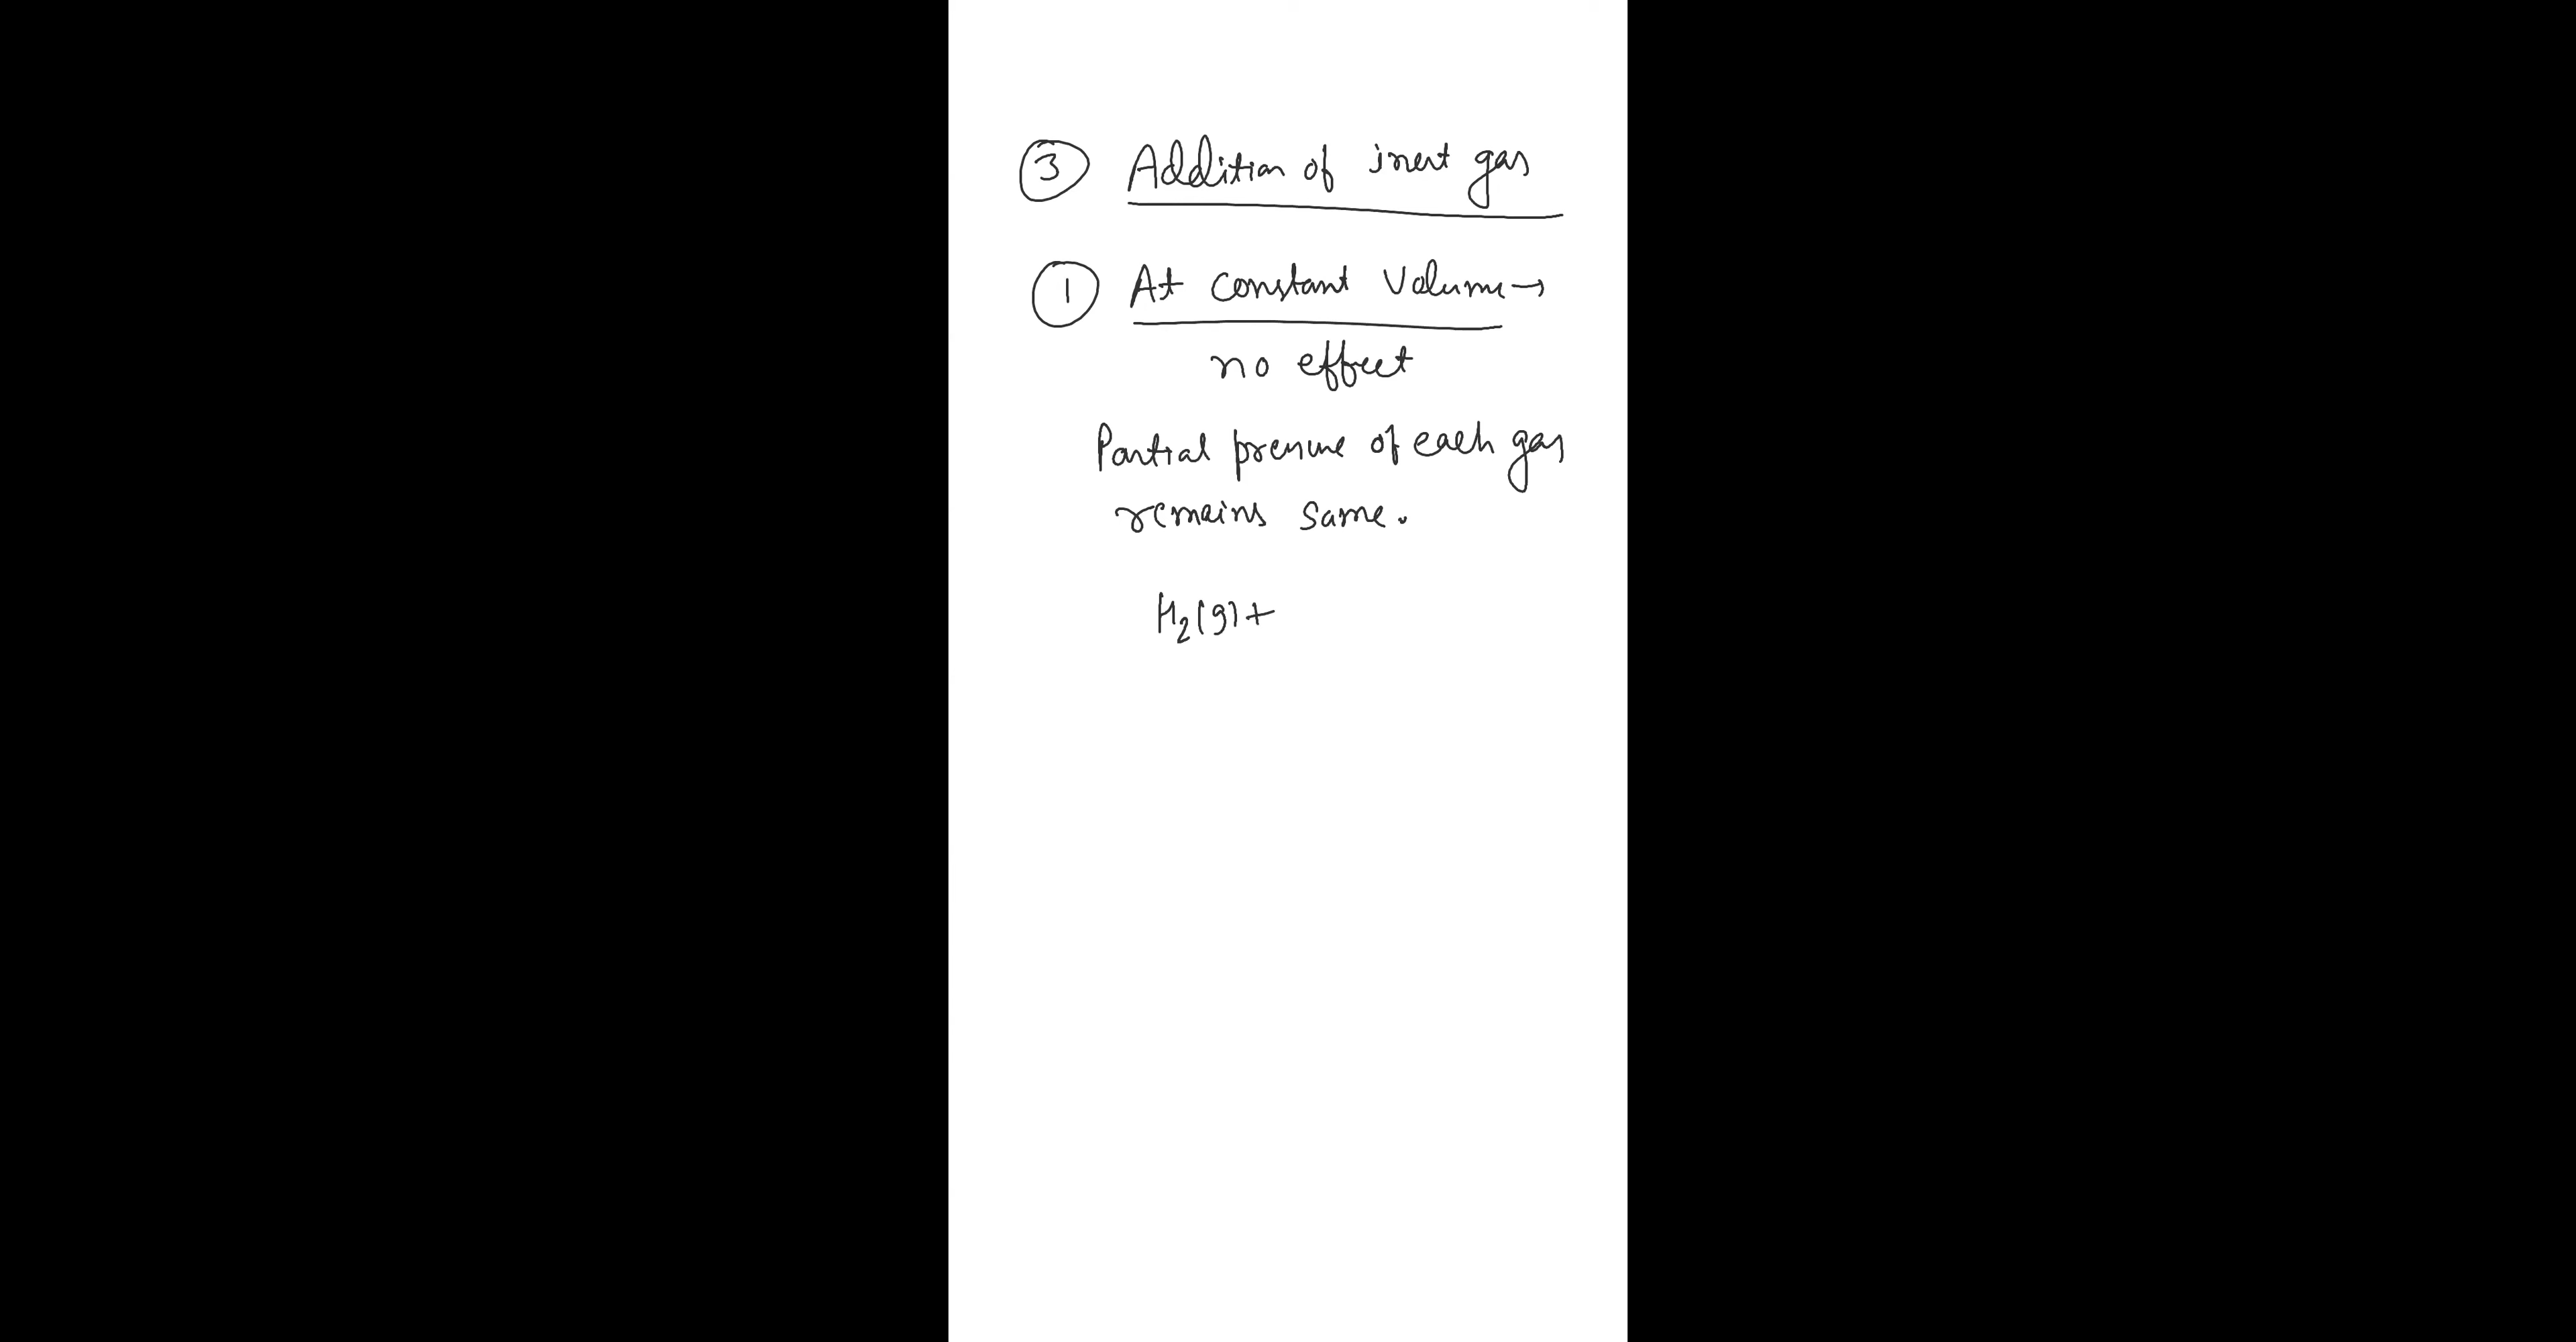 ③ Addition of inert gas
① At constant Volume →
no effect
Partial pressure of each gas
remains same.
H₂(g) +